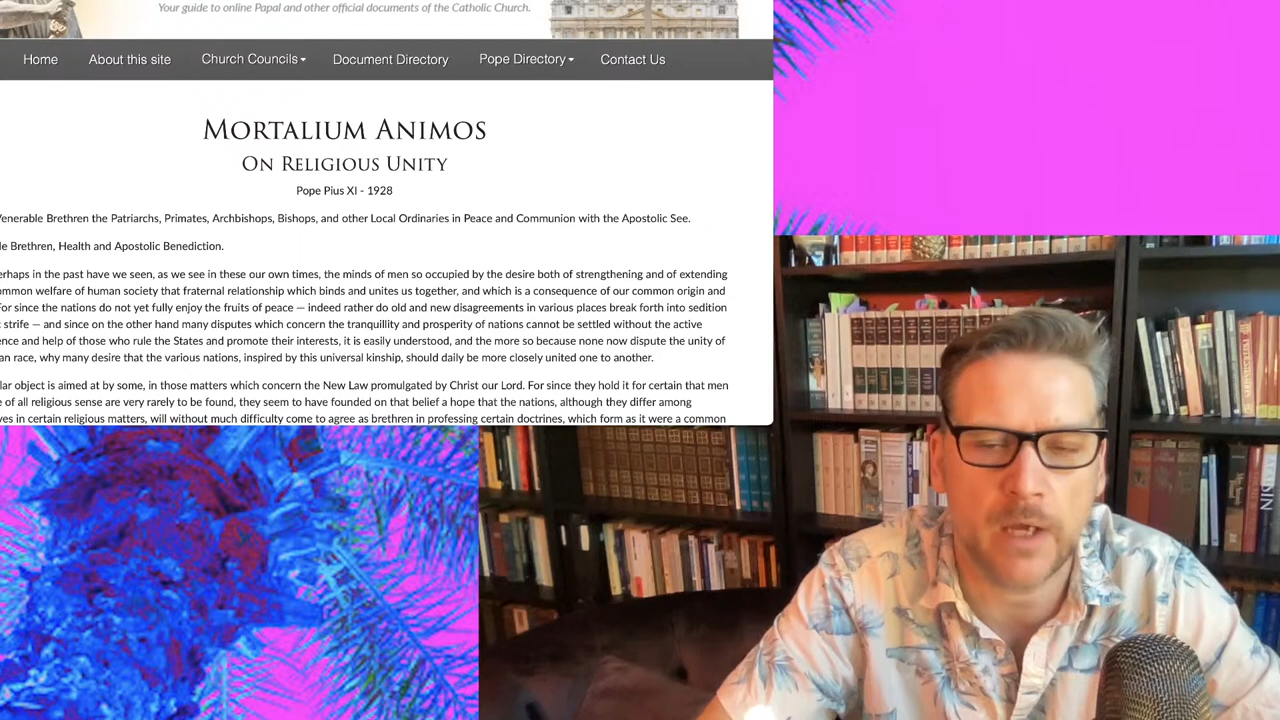 Your guide to online Papal and other official documents of the Catholic Church.
Home About this site Church Councils Document Directory Pope Directory Contact Us
Mortalium Animos
On Religious Unity
Pope Pius XI - 1928
Venerable Brethren the Patriarchs, Primates, Archbishops, Bishops, and other Local Ordinaries in Peace and Communion with the Apostolic See.
Brethren, Health and Apostolic Benediction.
in the past have we seen, as we see in these our own times, the minds of men so occupied by the desire both of strengthening and of extending
welfare of human society that fraternal relationship which binds and unites us together, and which is a consequence of our common origin and
For since the nations do not yet fully enjoy the fruits of peace — indeed rather do old and new disagreements in various places break forth into sedition
strife — and since on the other hand many disputes which concern the tranquillity and prosperity of nations cannot be settled without the active
and help of those who rule the States and promote their interests, it is easily understood, and the more so because none now dispute the unity of
race, why many desire that the various nations, inspired by this universal kinship, should daily be more closely united one to another.
object is aimed at by some, in those matters which concern the New Law promulgated by Christ our Lord. For since they hold it for certain that men
of all religious sense are very rarely to be found, they seem to have founded on that belief a hope that the nations, although they differ among
in certain religious matters, will without much difficulty come to agree as brethren in professing certain doctrines, which form as it were a common